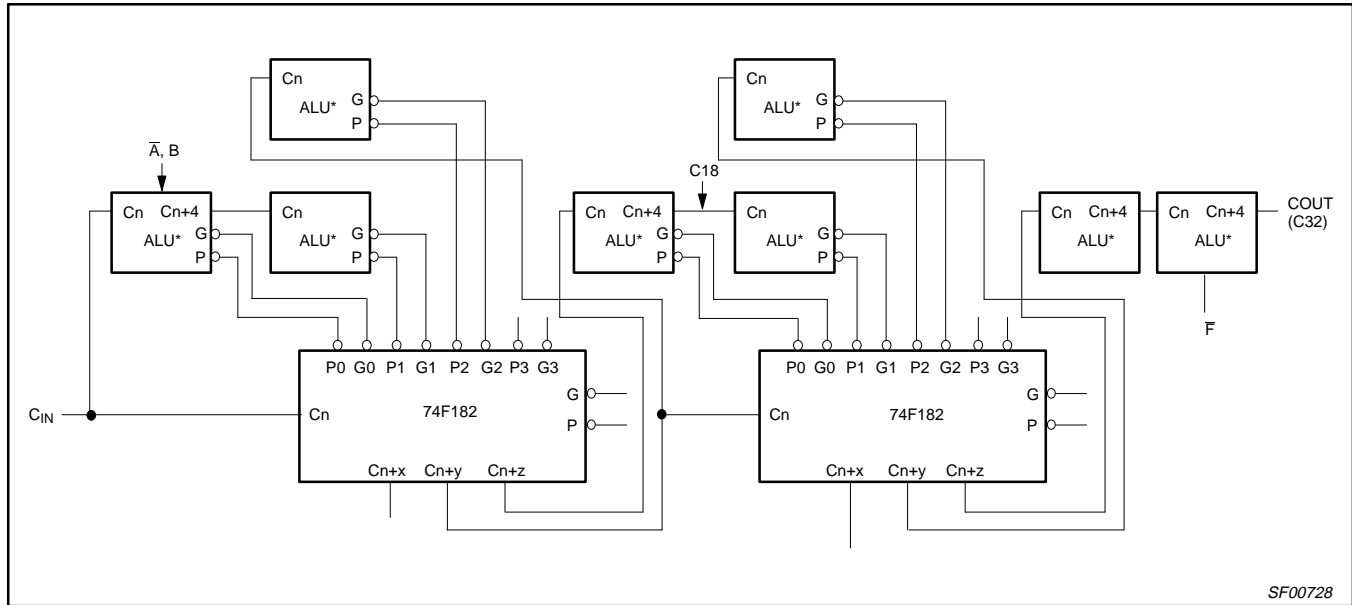 Cn
ALU*
G
P
Cn
ALU*
G
P
A̅, B
C18
Cn
Cn+4
ALU*
G
P
Cn
ALU*
G
P
Cn
Cn+4
ALU*
G
P
Cn
ALU*
G
P
Cn
Cn+4
ALU*
Cn
Cn+4
ALU*
COUT
(C32)
F̅
P0 G0 P1 G1 P2 G2 P3 G3
G
P
CIN
Cn
74F182
Cn+x Cn+y Cn+z
P0 G0 P1 G1 P2 G2 P3 G3
G
P
Cn
74F182
Cn+x Cn+y Cn+z
SF00728